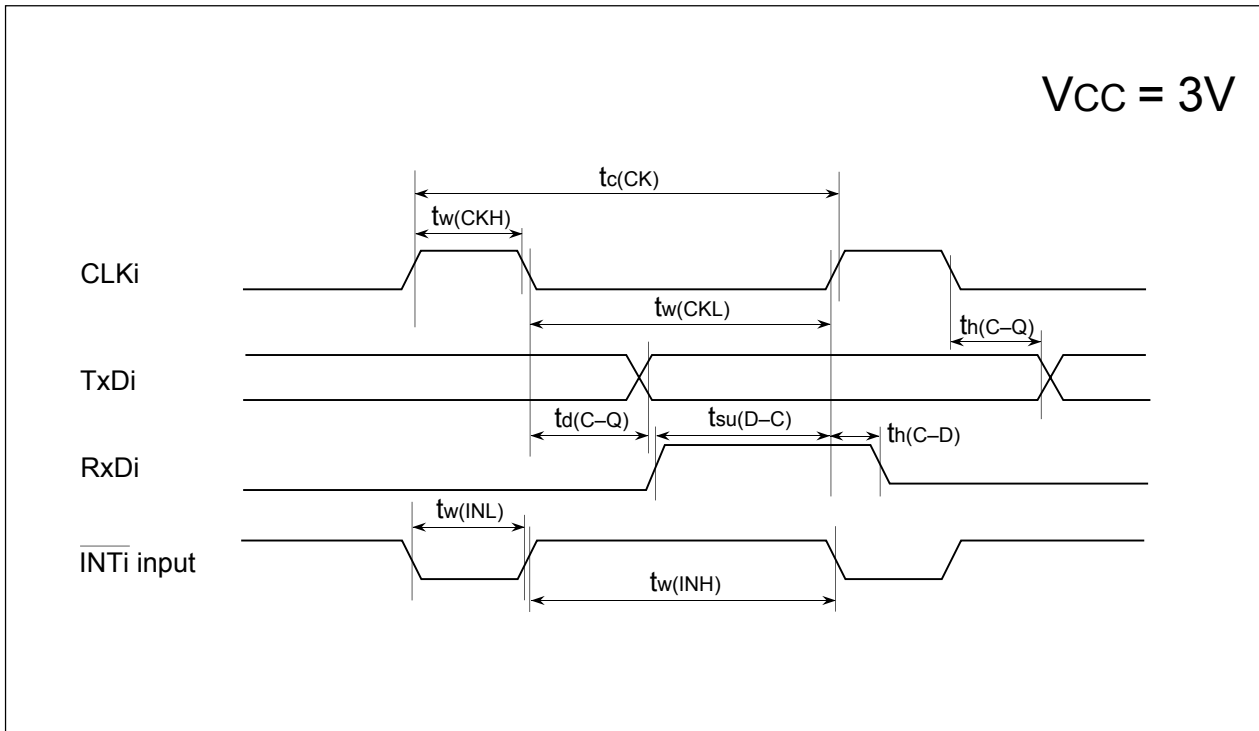 VCC = 3V
tc(CK)
tw(CKH)
CLKi
tw(CKL)
th(C–Q)
TxDi
td(C–Q)
tsu(D–C)
th(C–D)
RxDi
tw(INL)
INTi input
tw(INH)